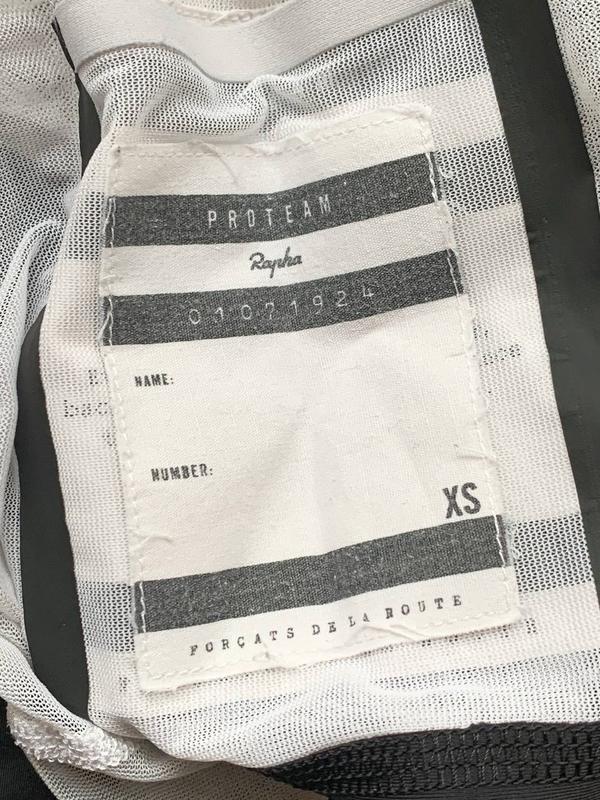 PROTEAM
Rapha
01071924
NAME:
NUMBER:
XS
FORÇATS DE LA ROUTE